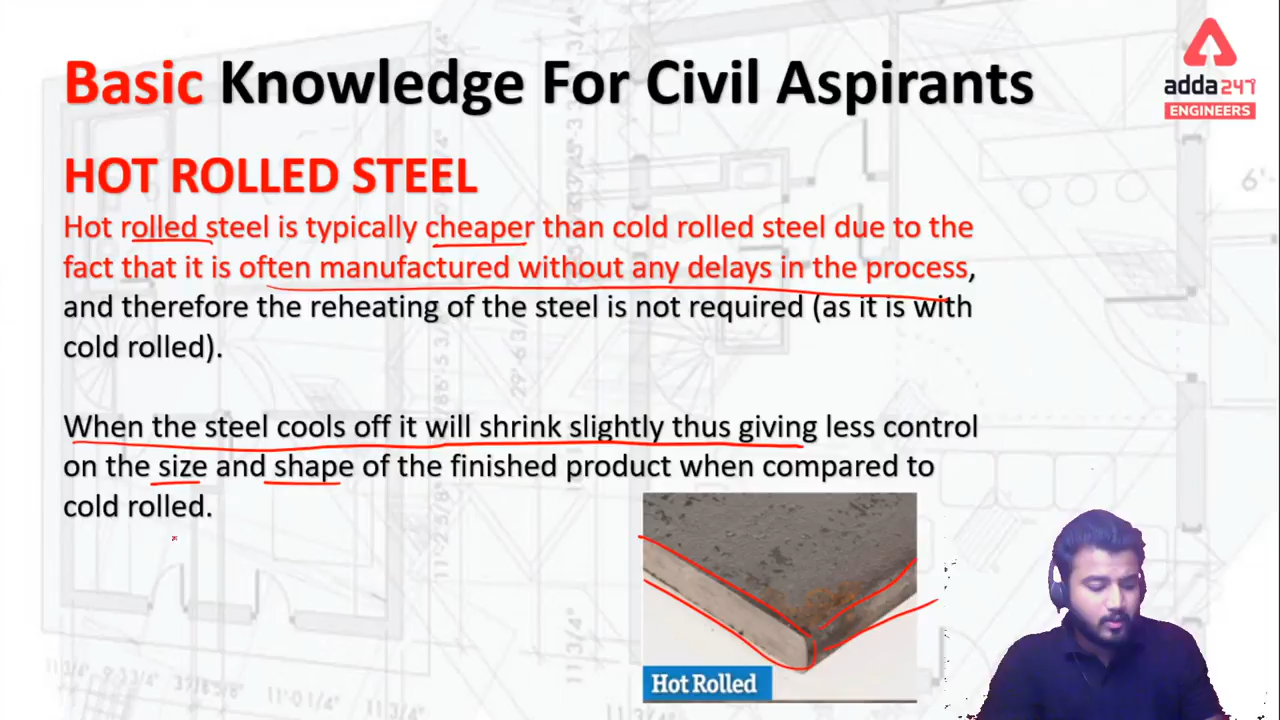 Basic Knowledge For Civil Aspirants
adda247
ENGINEERS
HOT ROLLED STEEL
Hot rolled steel is typically cheaper than cold rolled steel due to the
fact that it is often manufactured without any delays in the process,
and therefore the reheating of the steel is not required (as it is with
cold rolled).
When the steel cools off it will shrink slightly thus giving less control
on the size and shape of the finished product when compared to
cold rolled.
Hot Rolled